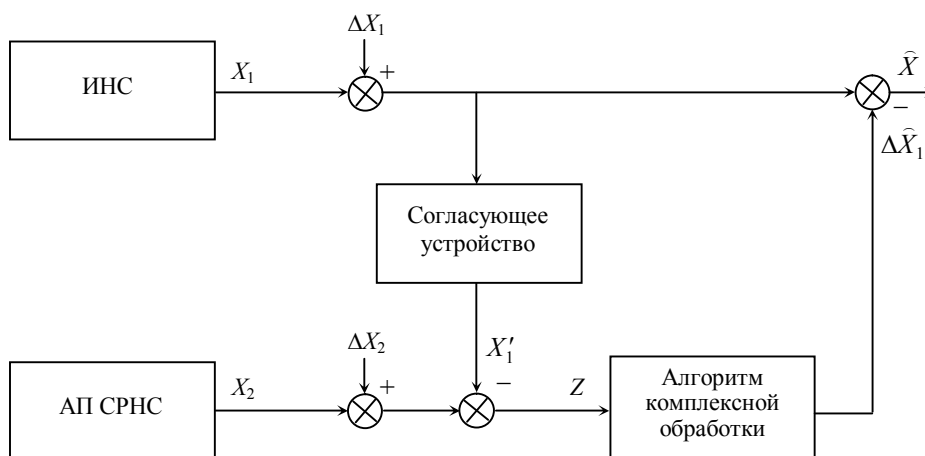 ΔX₁
ИНС
X₁
+
X̂
−
ΔX̂₁
Согласующее
устройство
ΔX₂
X₁′
АП СРНС
X₂
+
−
Z
Алгоритм
комплексной
обработки